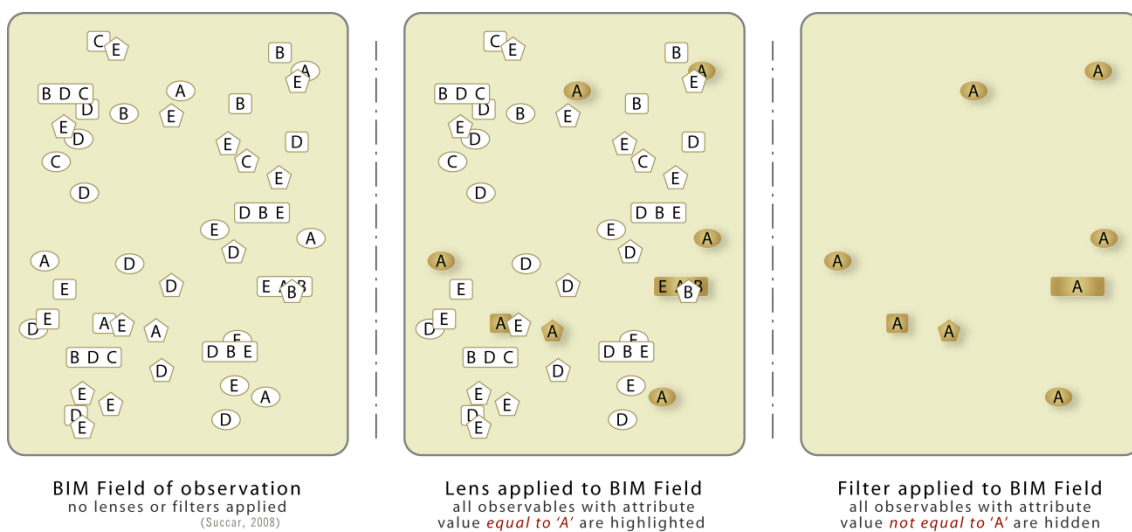 C E
B
A
E
B D C
D
A
B
B
E
E
D
E
D
C
C
E
D
D B E
E
A
D
A
D
D
E A B
B
E
E
D
A E
A
E
B D C
D B E
D
E
E
A
E
D
D
E
C E
B
A
E
B D C
D
A
B
B
E
E
D
E
D
C
C
E
D
D B E
E
A
D
A
D
D
E A B
B
E
E
D
A E
A
E
B D C
D B E
D
E
E
A
E
D
D
E
A
A
A
A
A
A
A
A
BIM Field of observation
no lenses or filters applied
(Succar, 2008)
Lens applied to BIM Field
all observables with attribute
value equal to 'A' are highlighted
Filter applied to BIM Field
all observables with attribute
value not equal to 'A' are hidden